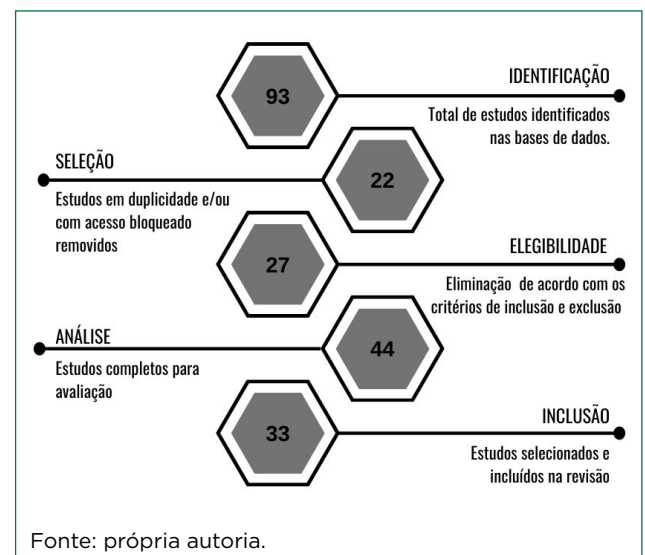 93
IDENTIFICAÇÃO
Total de estudos identificados
nas bases de dados.
SELEÇÃO
Estudos em duplicidade e/ou
com acesso bloqueado
removidos
22
27
ELEGIBILIDADE
Eliminação de acordo com os
critérios de inclusão e exclusão
ANÁLISE
Estudos completos para
avaliação
44
33
INCLUSÃO
Estudos selecionados e
incluídos na revisão
Fonte: própria autoria.